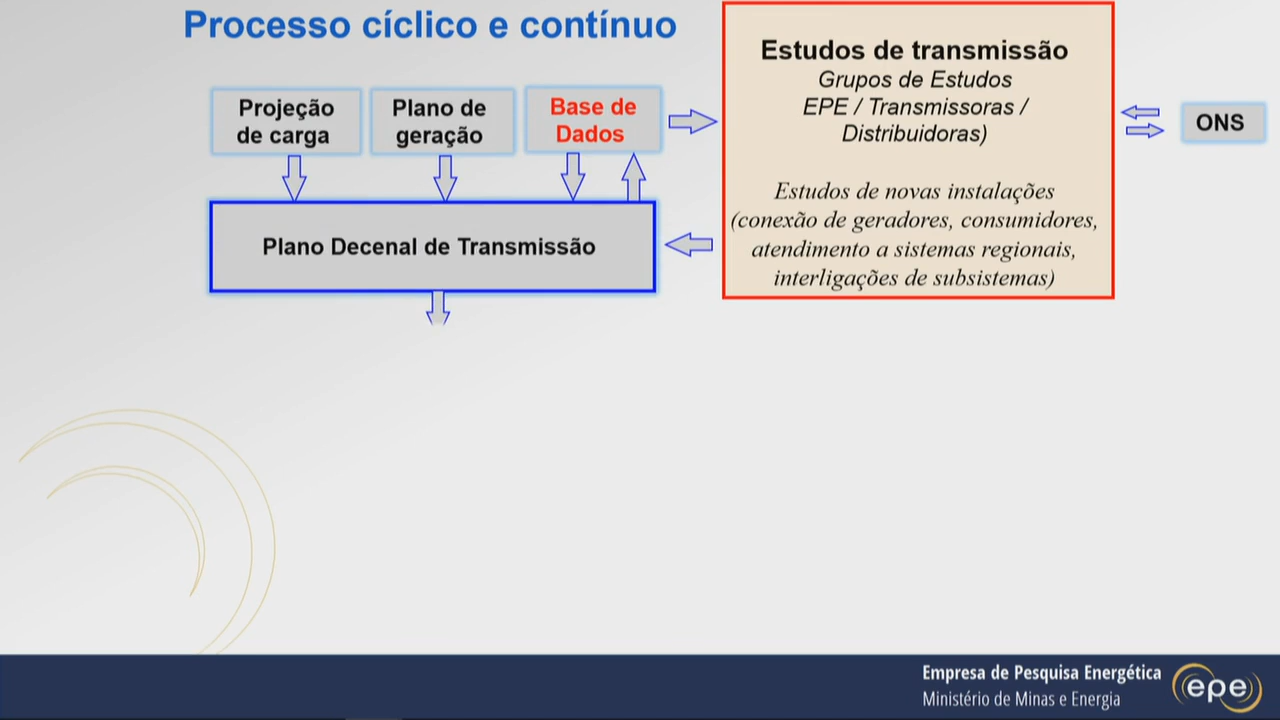 Processo cíclico e contínuo
Projeção
de carga
Plano de
geração
Base de
Dados
Plano Decenal de Transmissão
Estudos de transmissão
Grupos de Estudos
EPE / Transmissoras /
Distribuidoras)
Estudos de novas instalações
(conexão de geradores, consumidores,
atendimento a sistemas regionais,
interligações de subsistemas)
ONS
Empresa de Pesquisa Energética
Ministério de Minas e Energia
epe